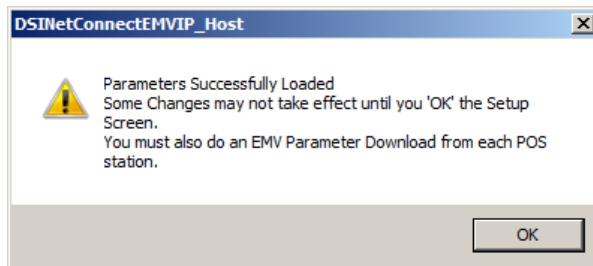 DSINetConnectEMVIP_Host
Parameters Successfully Loaded
Some Changes may not take effect until you 'OK' the Setup
Screen.
You must also do an EMV Parameter Download from each POS
station.
OK